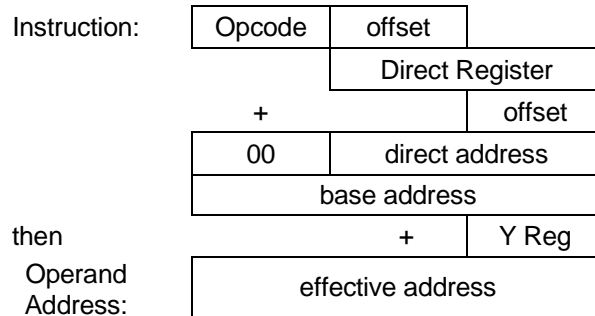 Instruction: Opcode offset
Direct Register
+ offset
00 direct address
base address
then + Y Reg
Operand
Address: effective address